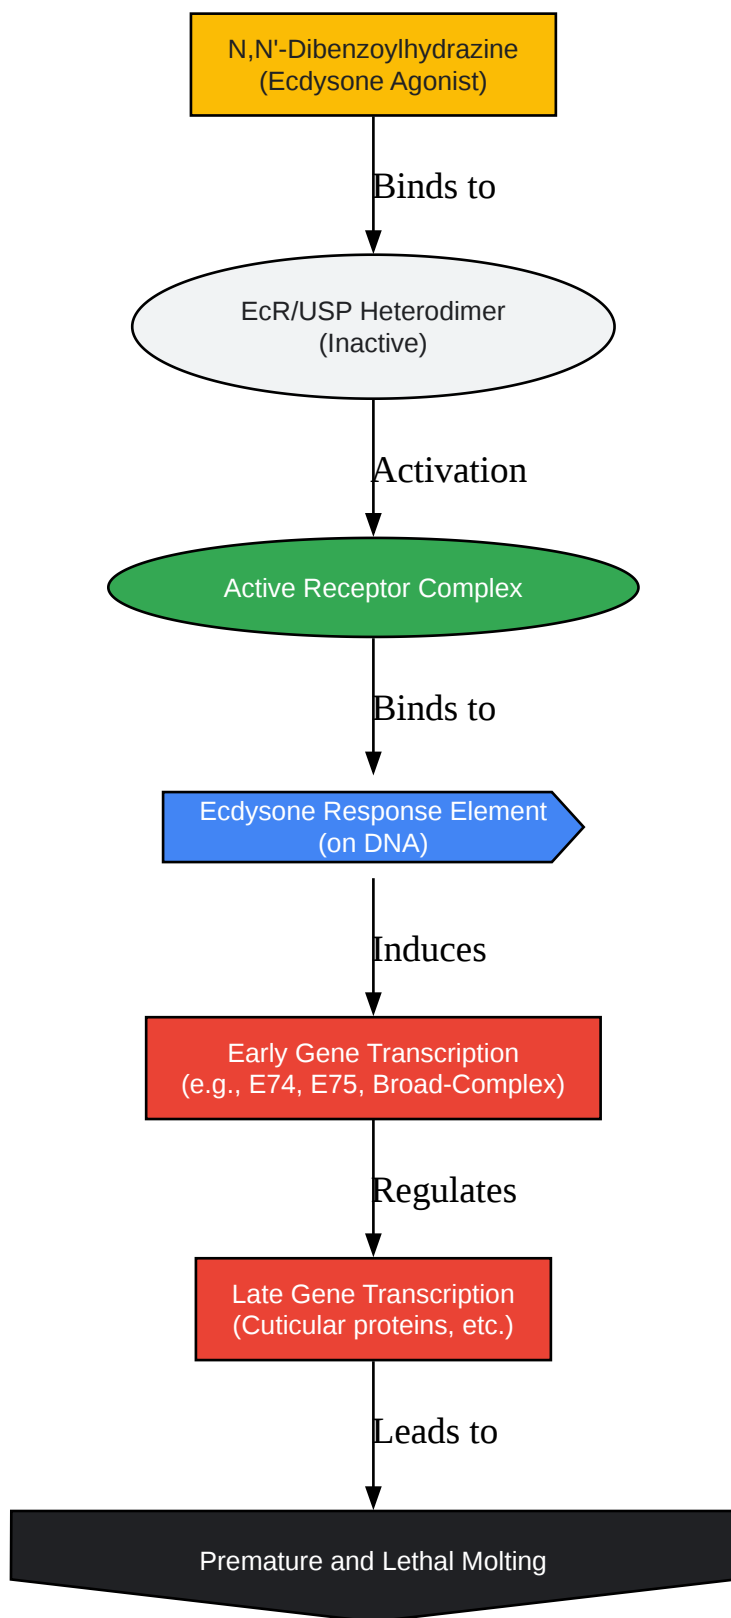 N,N'-Dibenzoylhydrazine
(Ecdysone Agonist)
Binds to
EcR/USP Heterodimer
(Inactive)
Activation
Active Receptor Complex
Binds to
Ecdysone Response Element
(on DNA)
Induces
Early Gene Transcription
(e.g., E74, E75, Broad-Complex)
Regulates
Late Gene Transcription
(Cuticular proteins, etc.)
Leads to
Premature and Lethal Molting